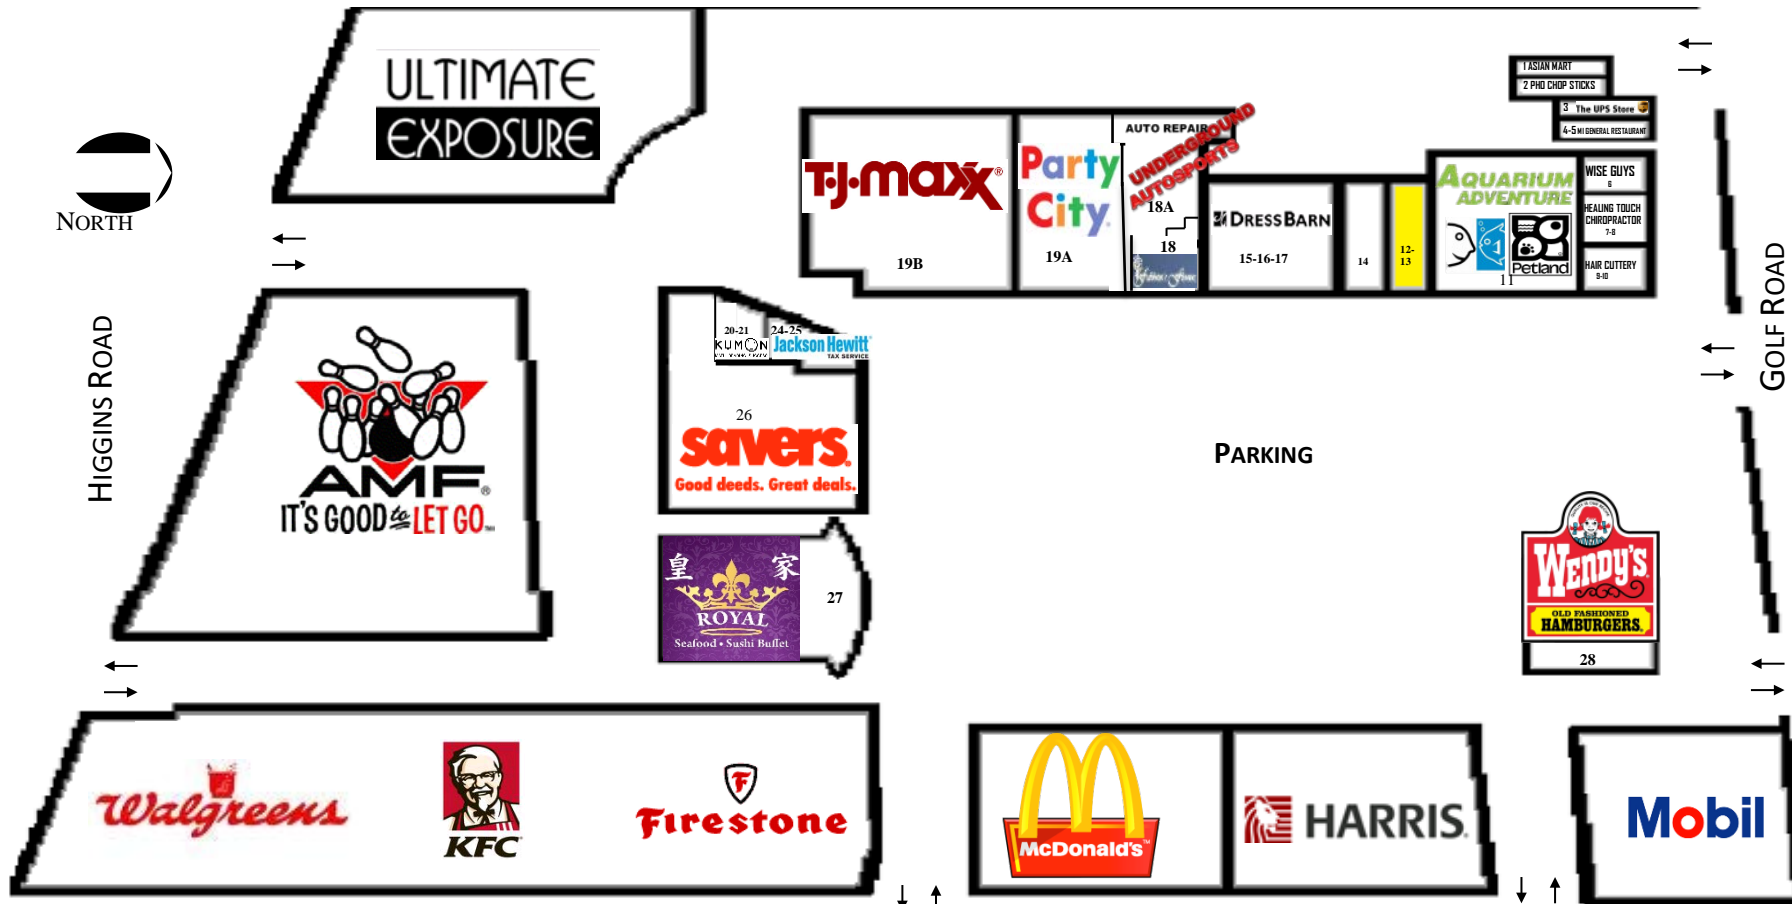 ULTIMATE
EXPOSURE
NORTH
HIGGINS ROAD
GOLF ROAD
1 ASIAN MART
2 PHO CHOP STICKS
3 The UPS Store
4-5 MI GENERAL RESTAURANT
T·J·maxx®
19B
Party
City
19A
AUTO REPAIR
UNDERGROUND
AUTOSPORTS
18A
18
DRESSBARN
15-16-17
14
12-
13
AQUARIUM
ADVENTURE
Petland
11
WISE GUYS
6
HEALING TOUCH
CHIROPRACTOR
7-8
HAIR CUTTERY
9-10
20-21
KUMON
24-25
Jackson Hewitt®
TAX SERVICE
26
savers.
Good deeds. Great deals.
AMF®
IT'S GOOD to LET GO
皇 家
ROYAL
Seafood • Sushi Buffet
27
PARKING
WENDY'S
OLD FASHIONED
HAMBURGERS.
28
Walgreens
KFC
F
Firestone
McDonald's™
HARRIS
Mobil